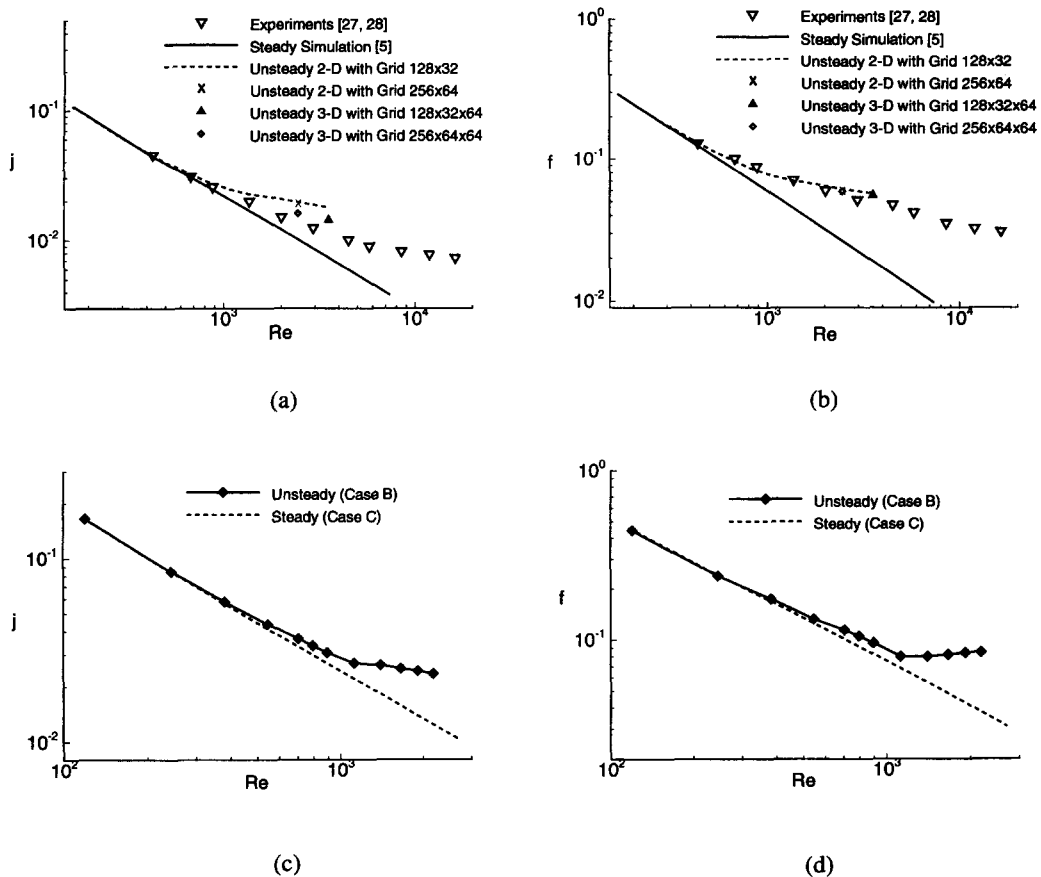 (a)
Experiments [27, 28]
Steady Simulation [5]
Unsteady 2-D with Grid 128x32
Unsteady 2-D with Grid 256x64
Unsteady 3-D with Grid 128x32x64
Unsteady 3-D with Grid 256x64x64
10^-1
j
10^-2
10^3
10^4
Re
(a)
(b)
Experiments [27, 28]
Steady Simulation [5]
Unsteady 2-D with Grid 128x32
Unsteady 2-D with Grid 256x64
Unsteady 3-D with Grid 128x32x64
Unsteady 3-D with Grid 256x64x64
10^0
f
10^-1
10^-2
10^3
10^4
Re
(b)
Unsteady (Case B)
Steady (Case C)
10^-1
j
10^-2
10^2
10^3
Re
(c)
Unsteady (Case B)
Steady (Case C)
10^0
f
10^-1
10^2
10^3
Re
(d)